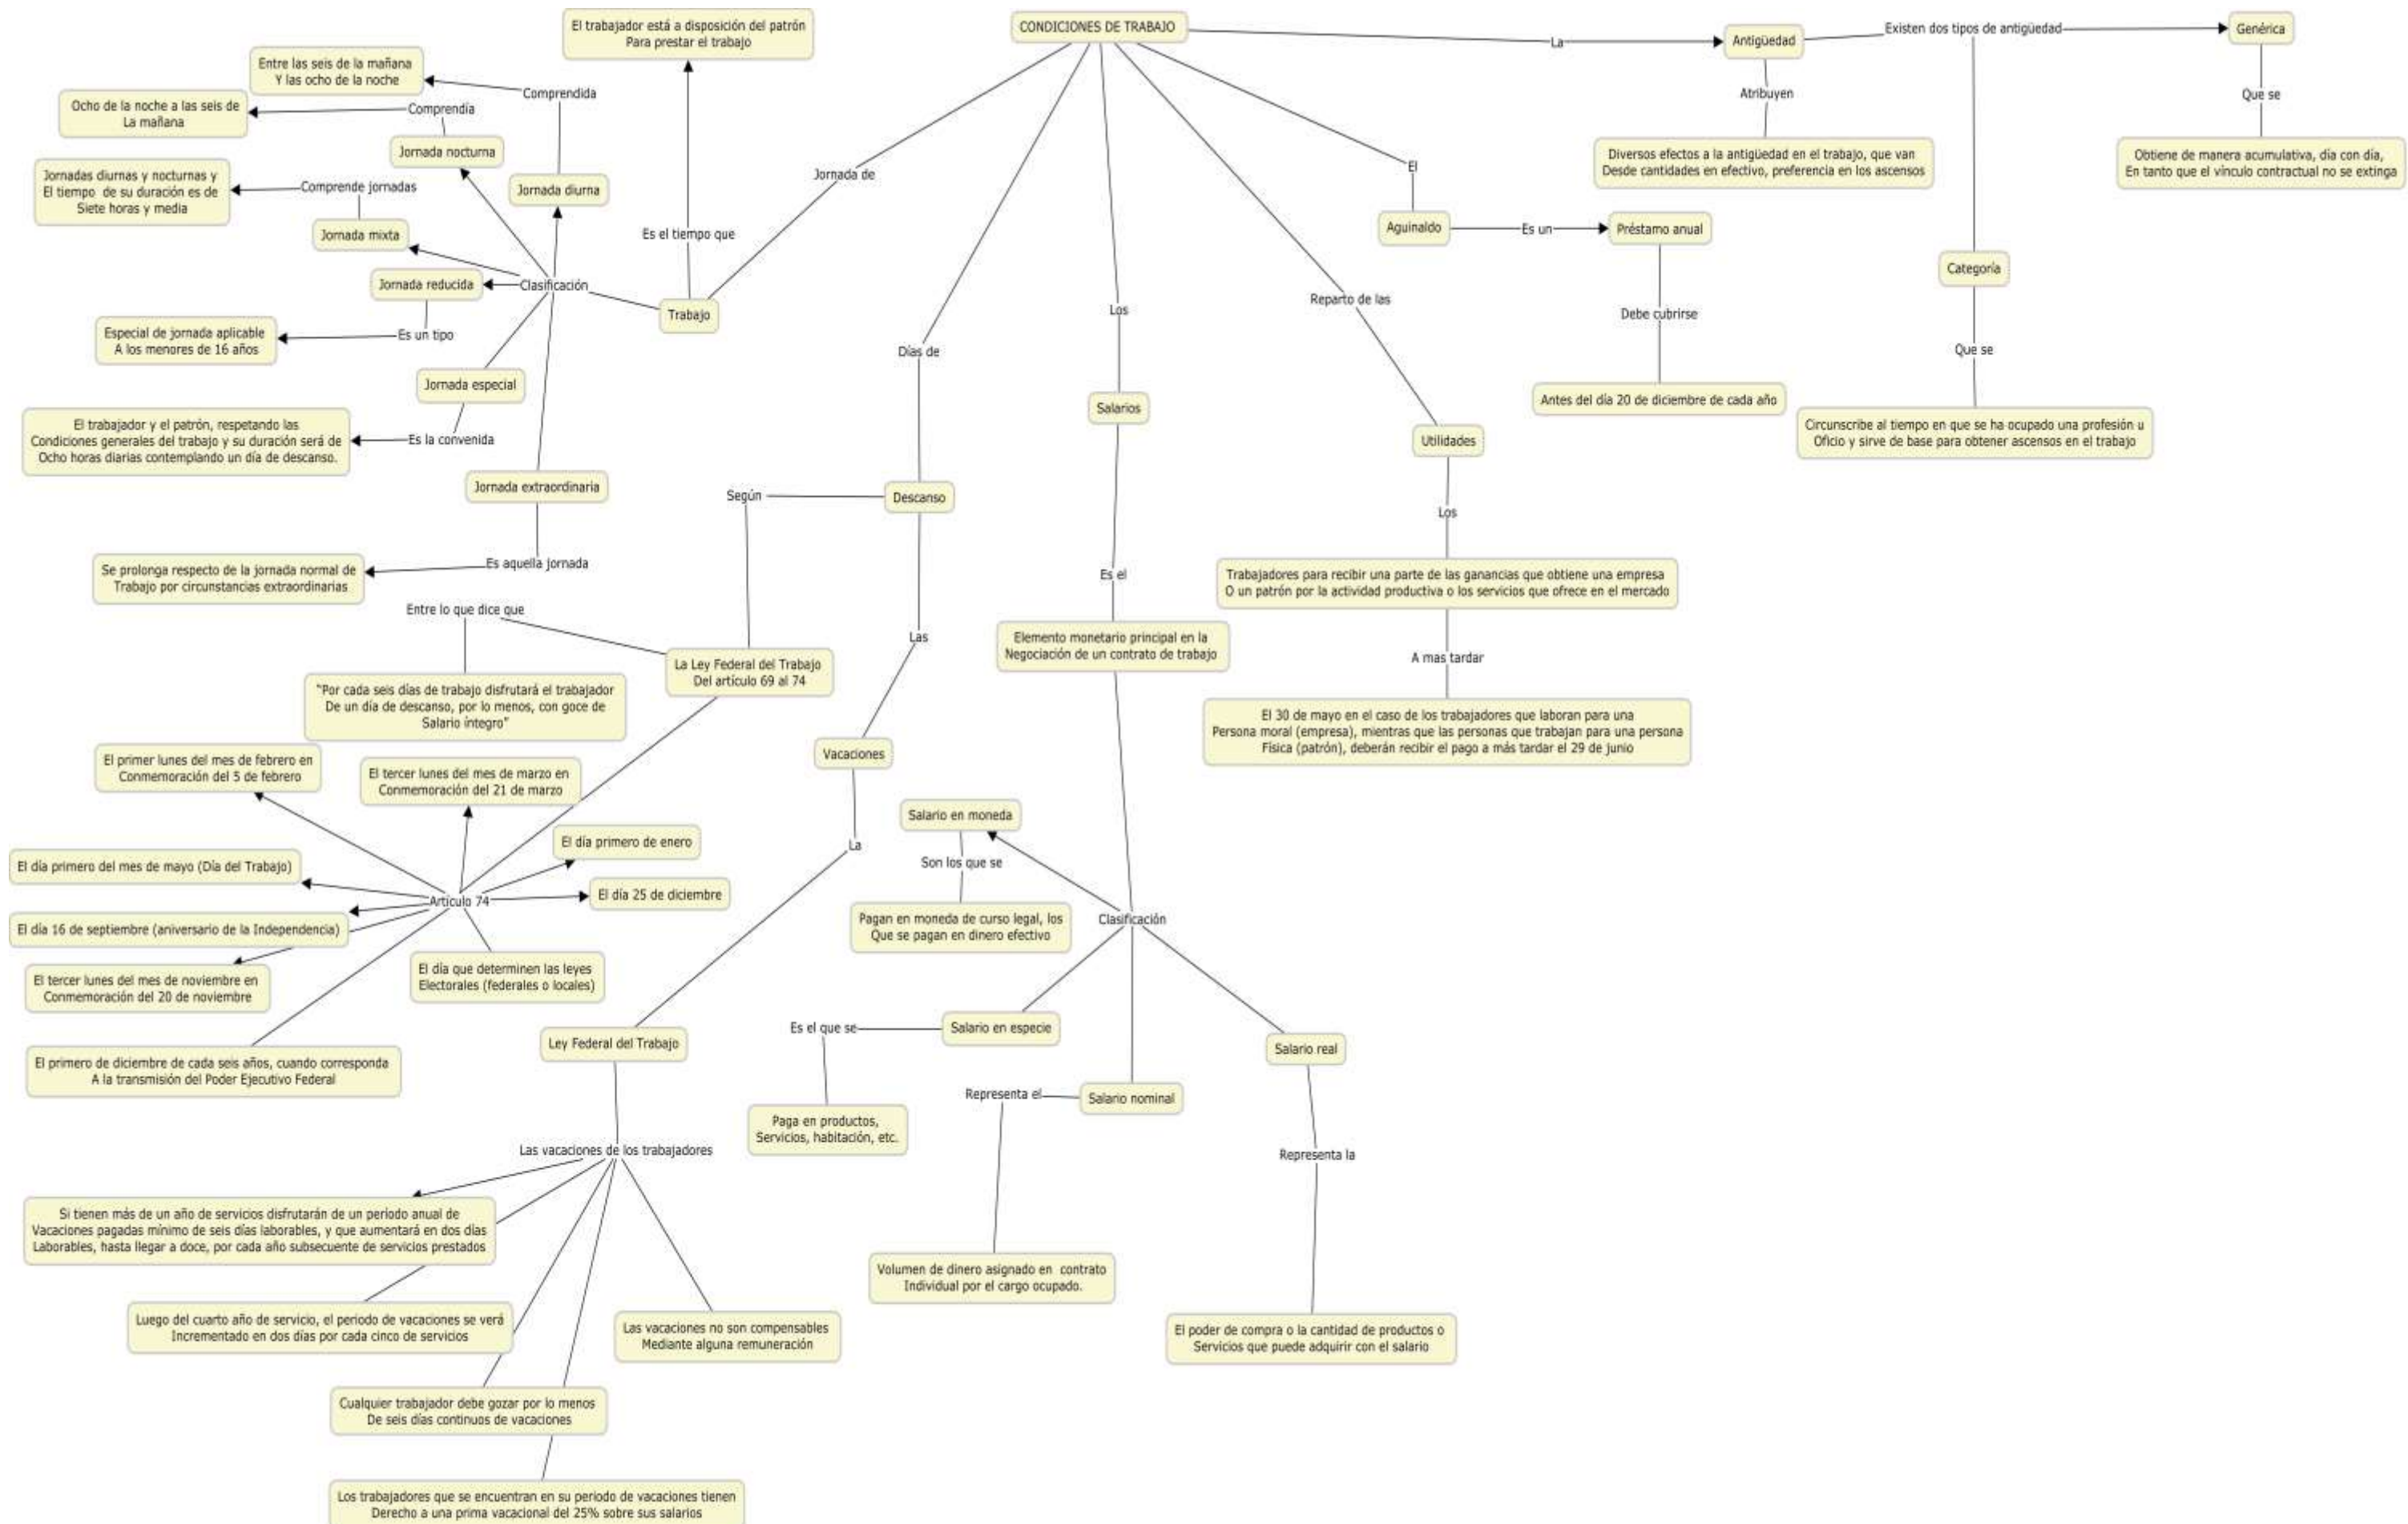 CONDICIONES DE TRABAJO
La
Antigüedad
Existen dos tipos de antigüedad
Genérica
Que se
Obtiene de manera acumulativa, día con día,
En tanto que el vínculo contractual no se extinga
Atribuyen
Diversos efectos a la antigüedad en el trabajo, que van
Desde cantidades en efectivo, preferencia en los ascensos
Categoría
Que se
Circunscribe al tiempo en que se ha ocupado una profesión u
Oficio y sirve de base para obtener ascensos en el trabajo
El
Aguinaldo
Es un
Préstamo anual
Debe cubrirse
Antes del día 20 de diciembre de cada año
Reparto de las
Utilidades
Los
Trabajadores para recibir una parte de las ganancias que obtiene una empresa
O un patrón por la actividad productiva o los servicios que ofrece en el mercado
A mas tardar
El 30 de mayo en el caso de los trabajadores que laboran para una
Persona moral (empresa), mientras que las personas que trabajan para una persona
Física (patrón), deberán recibir el pago a más tardar el 29 de junio
Los
Salarios
Es el
Elemento monetario principal en la
Negociación de un contrato de trabajo
Clasificación
Salario en moneda
Son los que se
Pagan en moneda de curso legal, los
Que se pagan en dinero efectivo
Salario en especie
Es el que se
Paga en productos,
Servicios, habitación, etc.
Salario nominal
Representa el
Volumen de dinero asignado en contrato
Individual por el cargo ocupado.
Salario real
Representa la
El poder de compra o la cantidad de productos o
Servicios que puede adquirir con el salario
Jornada de
Trabajo
Es el tiempo que
El trabajador está a disposición del patrón
Para prestar el trabajo
Clasificación
Jornada diurna
Comprendida
Entre las seis de la mañana
Y las ocho de la noche
Jornada nocturna
Comprendía
Ocho de la noche a las seis de
La mañana
Jornada mixta
Comprende jornadas
Jornadas diurnas y nocturnas y
El tiempo de su duración es de
Siete horas y media
Jornada reducida
Es un tipo
Especial de jornada aplicable
A los menores de 16 años
Jornada especial
Es la convenida
El trabajador y el patrón, respetando las
Condiciones generales del trabajo y su duración será de
Ocho horas diarias contemplando un día de descanso.
Jornada extraordinaria
Es aquella jornada
Se prolonga respecto de la jornada normal de
Trabajo por circunstancias extraordinarias
Días de
Descanso
Según
La Ley Federal del Trabajo
Del artículo 69 al 74
Entre lo que dice que
"Por cada seis días de trabajo disfrutará el trabajador
De un día de descanso, por lo menos, con goce de
Salario íntegro"
Artículo 74
El primer lunes del mes de febrero en
Conmemoración del 5 de febrero
El tercer lunes del mes de marzo en
Conmemoración del 21 de marzo
El día primero de enero
El día 25 de diciembre
El día primero del mes de mayo (Día del Trabajo)
El día 16 de septiembre (aniversario de la Independencia)
El tercer lunes del mes de noviembre en
Conmemoración del 20 de noviembre
El día que determinen las leyes
Electorales (federales o locales)
El primero de diciembre de cada seis años, cuando corresponda
A la transmisión del Poder Ejecutivo Federal
Las
Vacaciones
La
Ley Federal del Trabajo
Las vacaciones de los trabajadores
Si tienen más de un año de servicios disfrutarán de un período anual de
Vacaciones pagadas mínimo de seis días laborables, y que aumentará en dos días
Laborables, hasta llegar a doce, por cada año subsecuente de servicios prestados
Luego del cuarto año de servicio, el periodo de vacaciones se verá
Incrementado en dos días por cada cinco de servicios
Las vacaciones no son compensables
Mediante alguna remuneración
Cualquier trabajador debe gozar por lo menos
De seis días continuos de vacaciones
Los trabajadores que se encuentran en su periodo de vacaciones tienen
Derecho a una prima vacacional del 25% sobre sus salarios